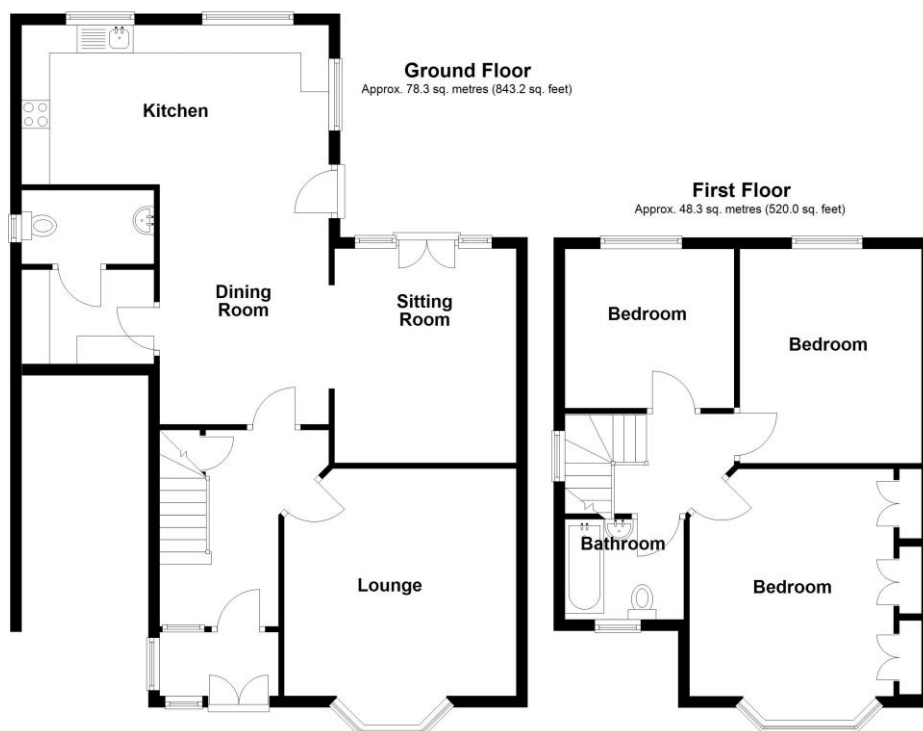 Ground Floor
Approx. 78.3 sq. metres (843.2 sq. feet)
Kitchen
Dining
Room
Sitting
Room
Lounge
First Floor
Approx. 48.3 sq. metres (520.0 sq. feet)
Bedroom
Bedroom
Bathroom
Bedroom